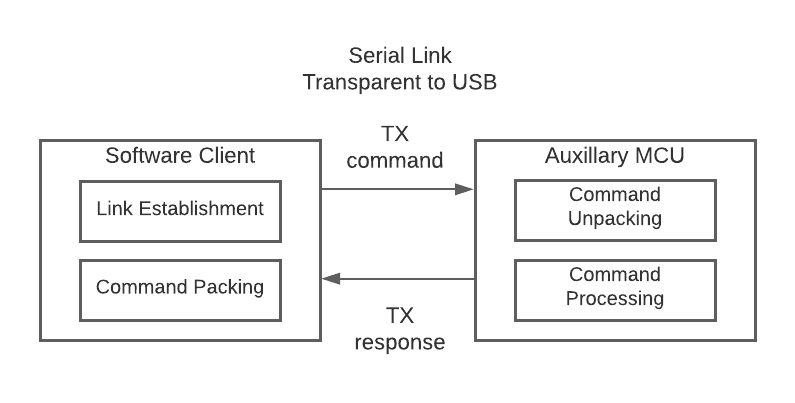 Serial Link
Transparent to USB
TX
command
Software Client
Link Establishment
Command Packing
Auxillary MCU
Command
Unpacking
Command
Processing
TX
response